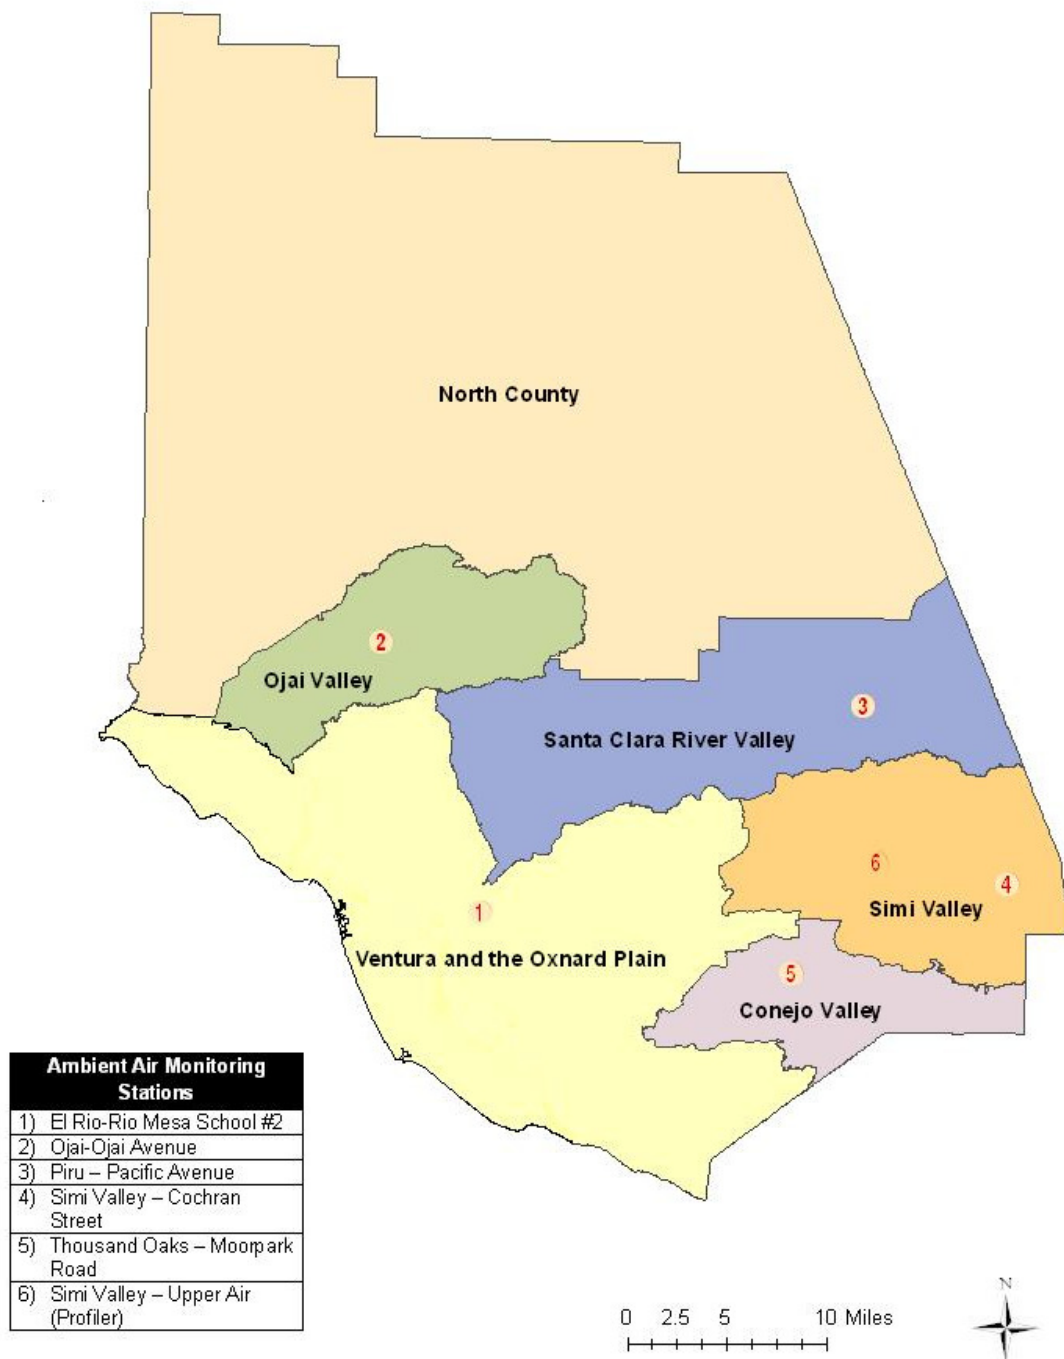 North County
2
Ojai Valley
3
Santa Clara River Valley
6
4
Simi Valley
1
Ventura and the Oxnard Plain
5
Conejo Valley
Ambient Air Monitoring
Stations
1) El Rio-Rio Mesa School #2
2) Ojai-Ojai Avenue
3) Piru – Pacific Avenue
4) Simi Valley – Cochran
Street
5) Thousand Oaks – Moorpark
Road
6) Simi Valley – Upper Air
(Profiler)
0 2.5 5 10 Miles
N